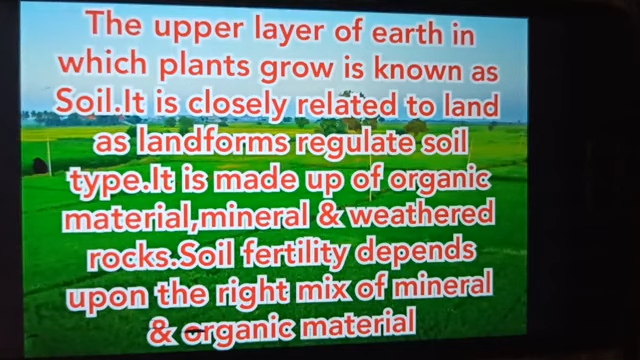 The upper layer of earth in
which plants grow is known as
Soil.It is closely related to land
as landforms regulate soil
type.It is made up of organic
material,mineral & weathered
rocks.Soil fertility depends
upon the right mix of mineral
& organic material